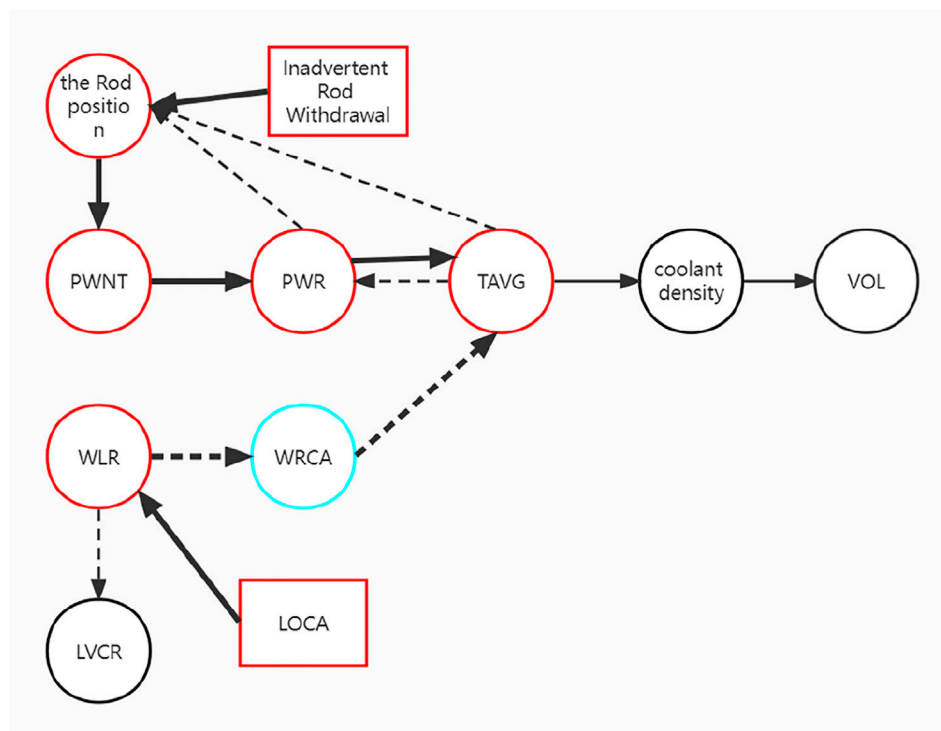 the Rod
positio
n
Inadvertent
Rod
Withdrawal
PWNT
PWR
TAVG
coolant
density
VOL
WLR
WRCA
LVCR
LOCA